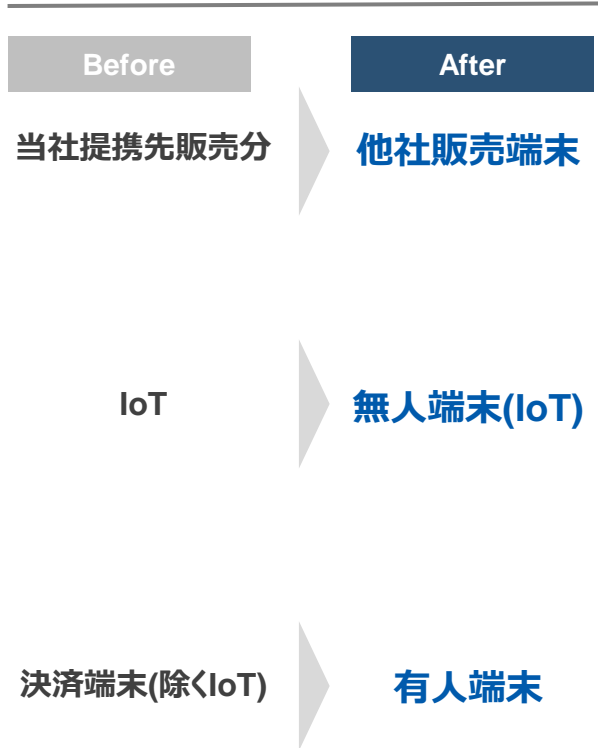 Before
After
当社提携先販売分
他社販売端末
IoT
無人端末(IoT)
決済端末(除くIoT)
有人端末